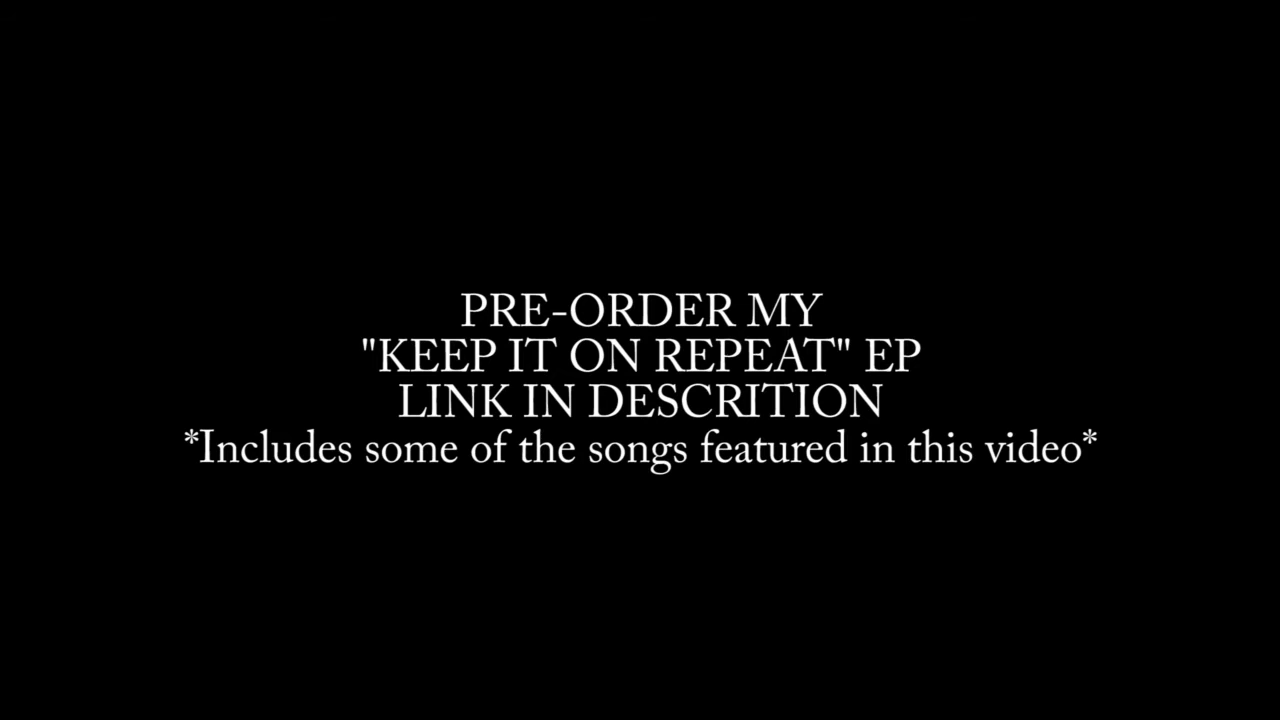 PRE-ORDER MY
"KEEP IT ON REPEAT" EP
LINK IN DESCRITION
*Includes some of the songs featured in this video*